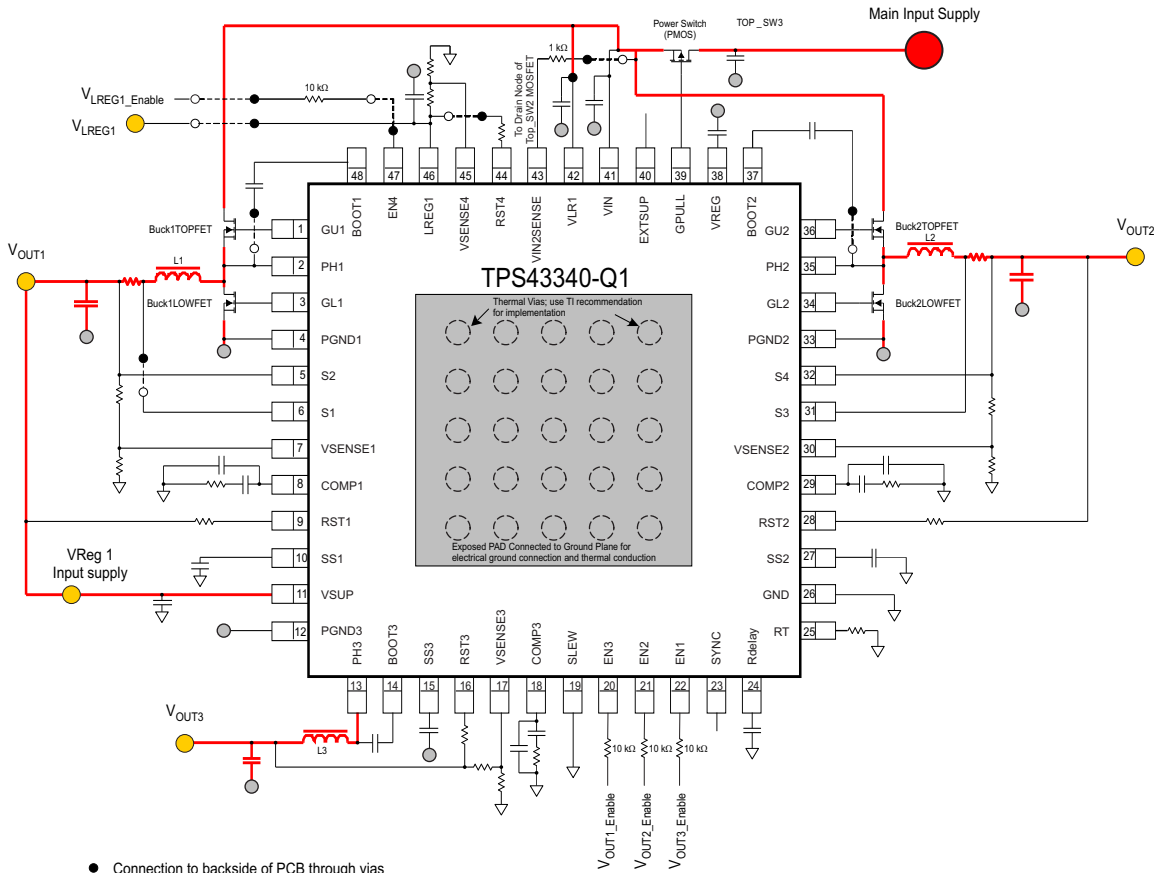 Main Input Supply
Power Switch
(PMOS)
TOP_SW3
1 kΩ
VLREG1_Enable
10 kΩ
VLREG1
To Drain Node of
Top_SW2 MOSFET
48 47 46 45 44 43 42 41 40 39 38 37
BOOT1 EN4 LREG1 VSENSE4 RST4 VIN2SENSE VLR1 VIN EXTSUP GPULL VREG BOOT2
Buck1TOPFET
1 GU1
GU2 36
Buck2TOPFET
VOUT1
L1
2 PH1
PH2 35
L2
VOUT2
TPS43340-Q1
Buck1LOWFET
3 GL1
GL2 34
Buck2LOWFET
Thermal Vias; use TI recommendation
for implementation
4 PGND1
PGND2 33
5 S2
S4 32
6 S1
S3 31
7 VSENSE1
VSENSE2 30
8 COMP1
COMP2 29
9 RST1
RST2 28
Exposed PAD Connected to Ground Plane for
electrical ground connection and thermal conduction
10 SS1
SS2 27
VReg 1
Input supply
11 VSUP
GND 26
12 PGND3
RT 25
PH3 BOOT3 SS3 RST3 VSENSE3 COMP3 SLEW EN3 EN2 EN1 SYNC Rdelay
13 14 15 16 17 18 19 20 21 22 23 24
VOUT3
L3
10 kΩ 10 kΩ 10 kΩ
VOUT1_Enable
VOUT2_Enable
VOUT3_Enable
Connection to backside of PCB through vias